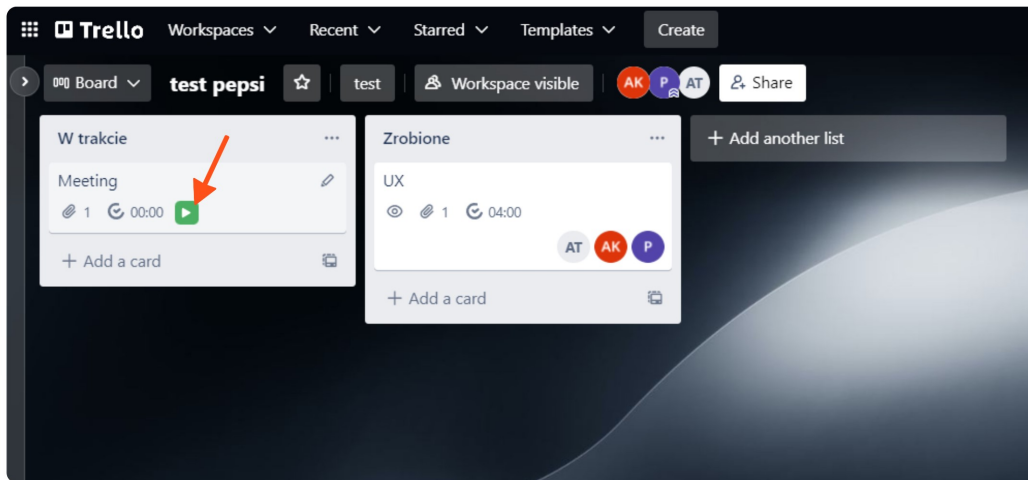 Trello Workspaces Recent Starred Templates Create
Board test pepsi test Workspace visible AK P AT Share
W trakcie
Meeting
1 00:00
+ Add a card
Zrobione
UX
1 04:00
AT AK P
+ Add a card
+ Add another list